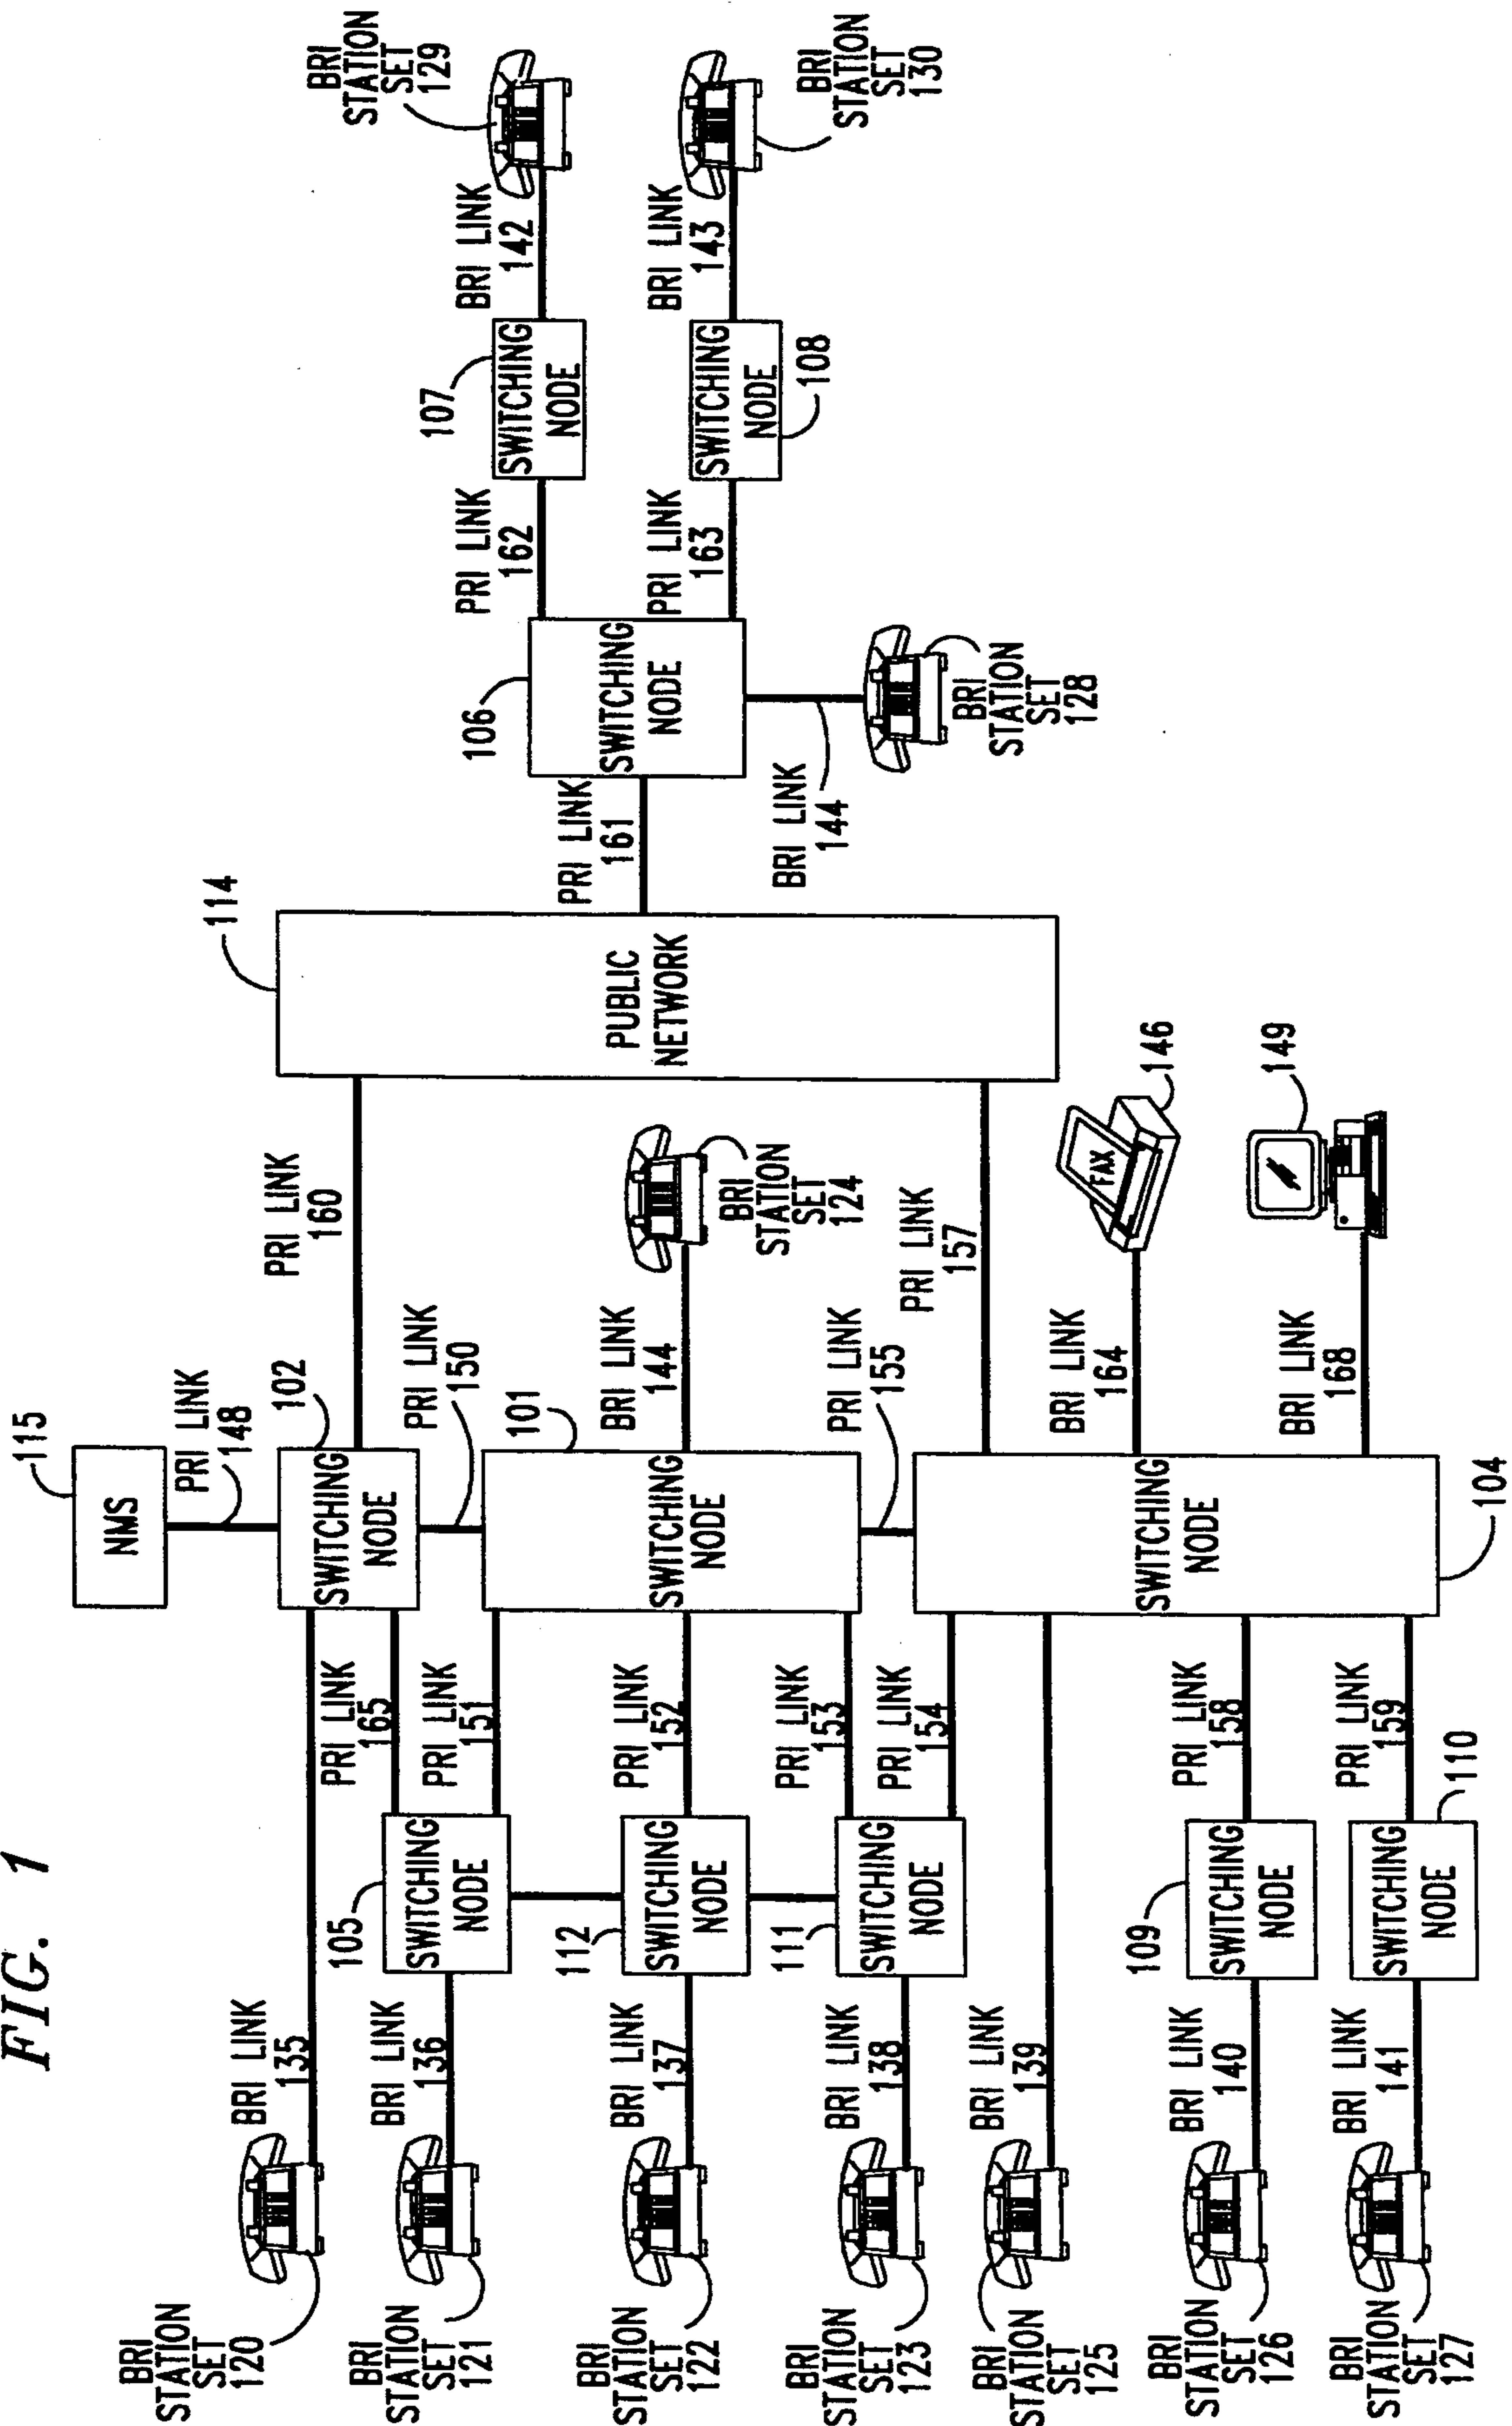 FIG. 1
115
NMS
PRI LINK
148
102
SWITCHING
NODE
PRI LINK
160
114
PUBLIC
NETWORK
BRI
STATION
SET
120
BRI LINK
135
PRI LINK
165
PRI LINK
150
BRI
STATION
SET
121
BRI LINK
136
105
SWITCHING
NODE
PRI LINK
151
101
SWITCHING
NODE
BRI LINK
144
BRI
STATION
SET
124
BRI
STATION
SET
122
BRI LINK
137
112
SWITCHING
NODE
PRI LINK
152
PRI LINK
155
BRI
STATION
SET
123
BRI LINK
138
111
SWITCHING
NODE
PRI LINK
153
PRI LINK
154
PRI LINK
157
BRI
STATION
SET
125
BRI LINK
139
SWITCHING
NODE
104
BRI LINK
164
FAX
146
BRI
STATION
SET
126
BRI LINK
140
109
SWITCHING
NODE
PRI LINK
158
BRI LINK
168
149
BRI
STATION
SET
127
BRI LINK
141
SWITCHING
NODE
110
PRI LINK
159
PRI LINK
161
106
SWITCHING
NODE
BRI LINK
144
BRI
STATION
SET
128
PRI LINK
162
107
SWITCHING
NODE
BRI LINK
142
BRI
STATION
SET
129
PRI LINK
163
SWITCHING
NODE
108
BRI LINK
143
BRI
STATION
SET
130